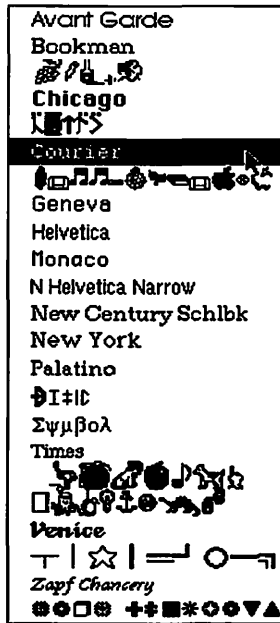 Avant Garde
Bookman
Chicago
Courier
Geneva
Helvetica
Monaco
N Helvetica Narrow
New Century Schlbk
New York
Palatino
Σψμβολ
Times
Venice
Zapf Chancery